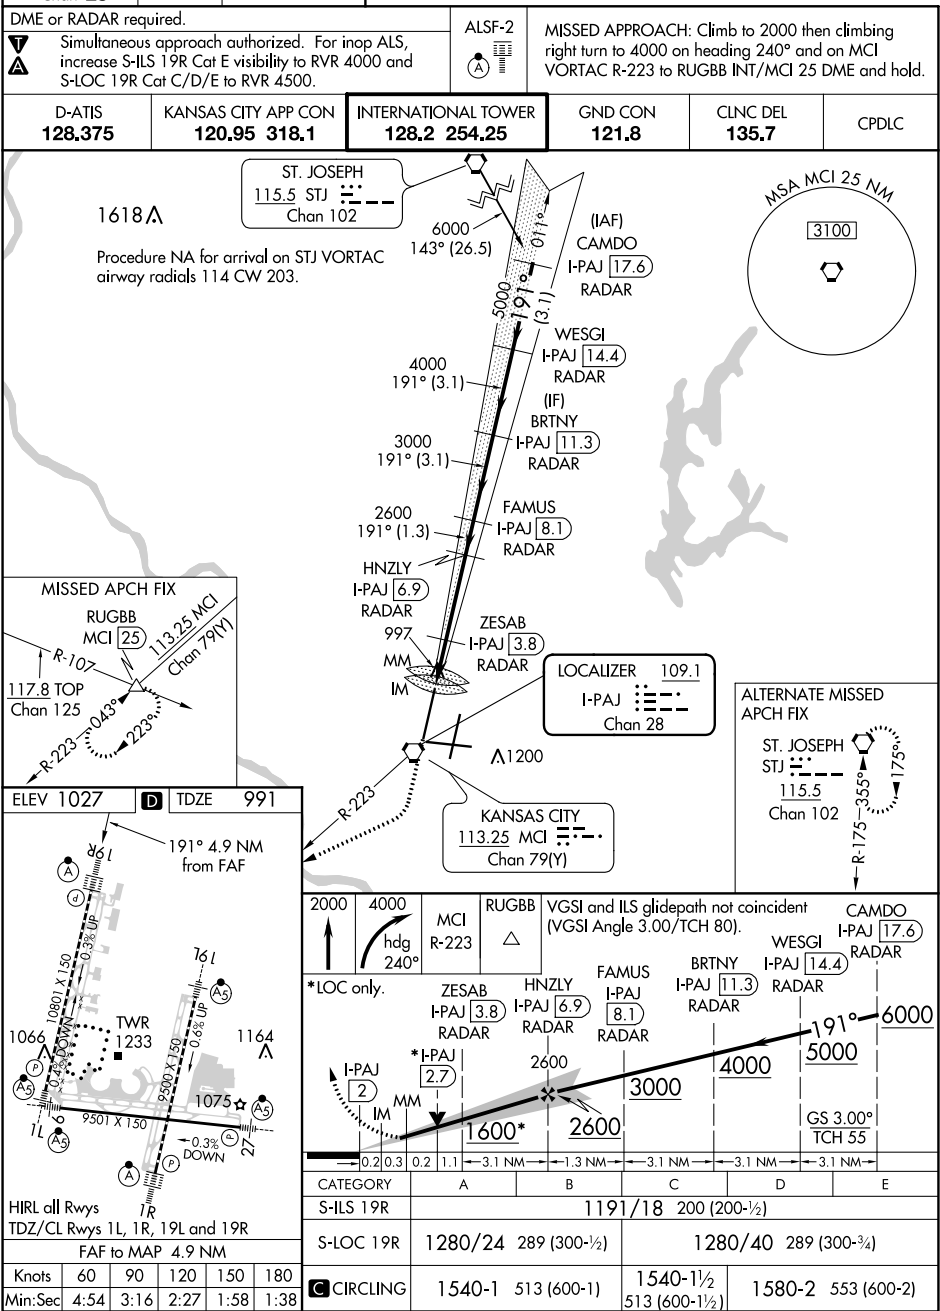 DME or RADAR required.
T
A
Simultaneous approach authorized. For inop ALS,
increase S-ILS 19R Cat E visibility to RVR 4000 and
S-LOC 19R Cat C/D/E to RVR 4500.
ALSF-2
A
MISSED APPROACH: Climb to 2000 then climbing
right turn to 4000 on heading 240° and on MCI
VORTAC R-223 to RUGBB INT/MCI 25 DME and hold.
D-ATIS
128.375
KANSAS CITY APP CON
120.95 318.1
INTERNATIONAL TOWER
128.2 254.25
GND CON
121.8
CLNC DEL
135.7
CPDLC
ST. JOSEPH
115.5 STJ
Chan 102
1618
Procedure NA for arrival on STJ VORTAC
airway radials 114 CW 203.
6000
143° (26.5)
011°
(IAF)
CAMDO
I-PAJ 17.6
RADAR
MSA MCI 25 NM
3100
5000
191°
(3.1)
WESGI
I-PAJ 14.4
RADAR
4000
191° (3.1)
(IF)
BRTNY
I-PAJ 11.3
RADAR
3000
191° (3.1)
FAMUS
I-PAJ 8.1
RADAR
2600
191° (1.3)
HNZLY
I-PAJ 6.9
RADAR
ZESAB
I-PAJ 3.8
RADAR
997
MM
IM
LOCALIZER 109.1
I-PAJ
Chan 28
1200
R-223
KANSAS CITY
113.25 MCI
Chan 79(Y)
MISSED APCH FIX
RUGBB
MCI 25
113.25 MCI
Chan 79(Y)
R-107
117.8 TOP
Chan 125
043°
R-223
223°
ALTERNATE MISSED
APCH FIX
ST. JOSEPH
STJ
115.5
Chan 102
175°
355°
R-175
ELEV 1027
D
TDZE 991
191° 4.9 NM
from FAF
19R
A
P
0.3% UP
10801 X 150
19L
A5
0.6% UP
9500 X 150
1066
0.4% DOWN
TWR
1233
1164
P
A5
1075
A5
1L
9
9501 X 150
P
27
A5
0.3%
DOWN
P
A
1R
HIRL all Rwys
TDZ/CL Rwys 1L, 1R, 19L and 19R
FAF to MAP 4.9 NM
Knots 60 90 120 150 180
Min:Sec 4:54 3:16 2:27 1:58 1:38
2000
4000
hdg
240°
MCI
R-223
RUGBB
VGSI and ILS glidepath not coincident
(VGSI Angle 3.00/TCH 80).
*LOC only.
CAMDO
I-PAJ 17.6
RADAR
WESGI
I-PAJ 14.4
RADAR
BRTNY
I-PAJ 11.3
RADAR
FAMUS
I-PAJ
8.1
RADAR
HNZLY
I-PAJ 6.9
RADAR
ZESAB
I-PAJ 3.8
RADAR
*I-PAJ
2.7
I-PAJ
2
IM
MM
2600
191°
6000
5000
4000
3000
2600
1600*
GS 3.00°
TCH 55
0.2 0.3 0.2 1.1 3.1 NM 1.3 NM 3.1 NM 3.1 NM 3.1 NM
CATEGORY A B C D E
S-ILS 19R 1191/18 200 (200-½)
S-LOC 19R 1280/24 289 (300-½) 1280/40 289 (300-¾)
C CIRCLING 1540-1 513 (600-1) 1540-1½ 513 (600-1½) 1580-2 553 (600-2)